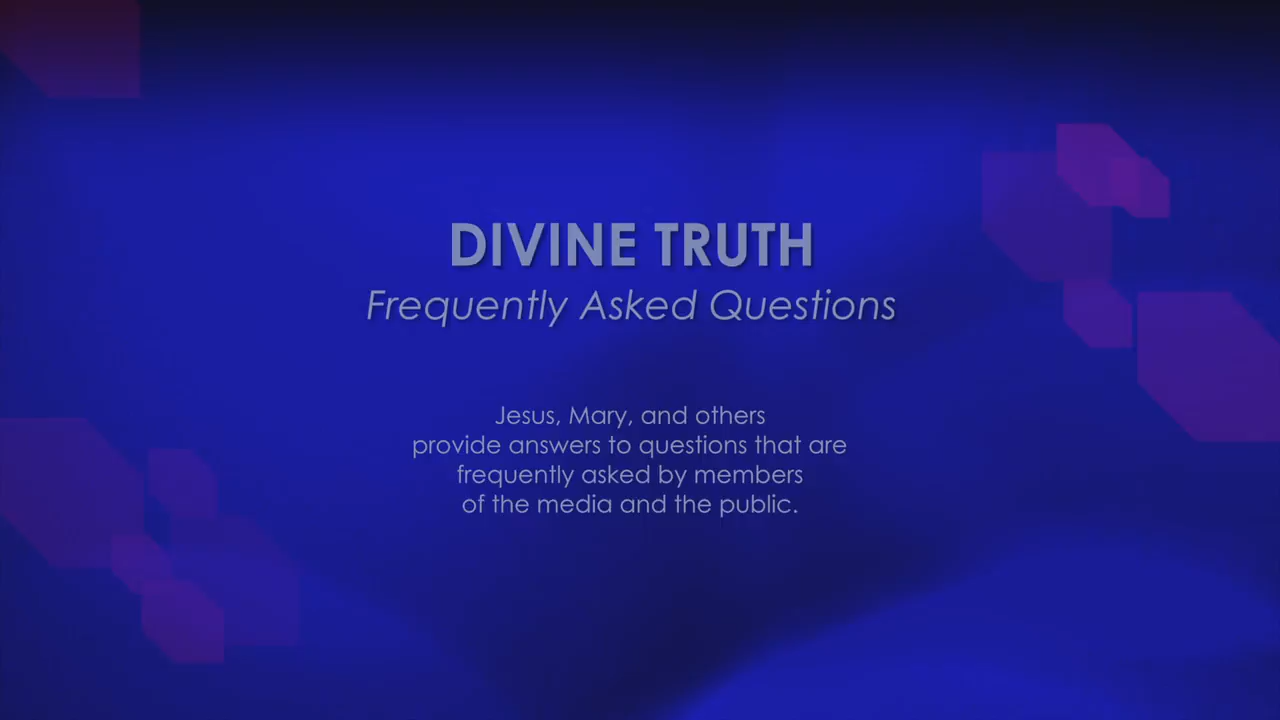 DIVINE TRUTH
Frequently Asked Questions
Jesus, Mary, and others
provide answers to questions that are
frequently asked by members
of the media and the public.